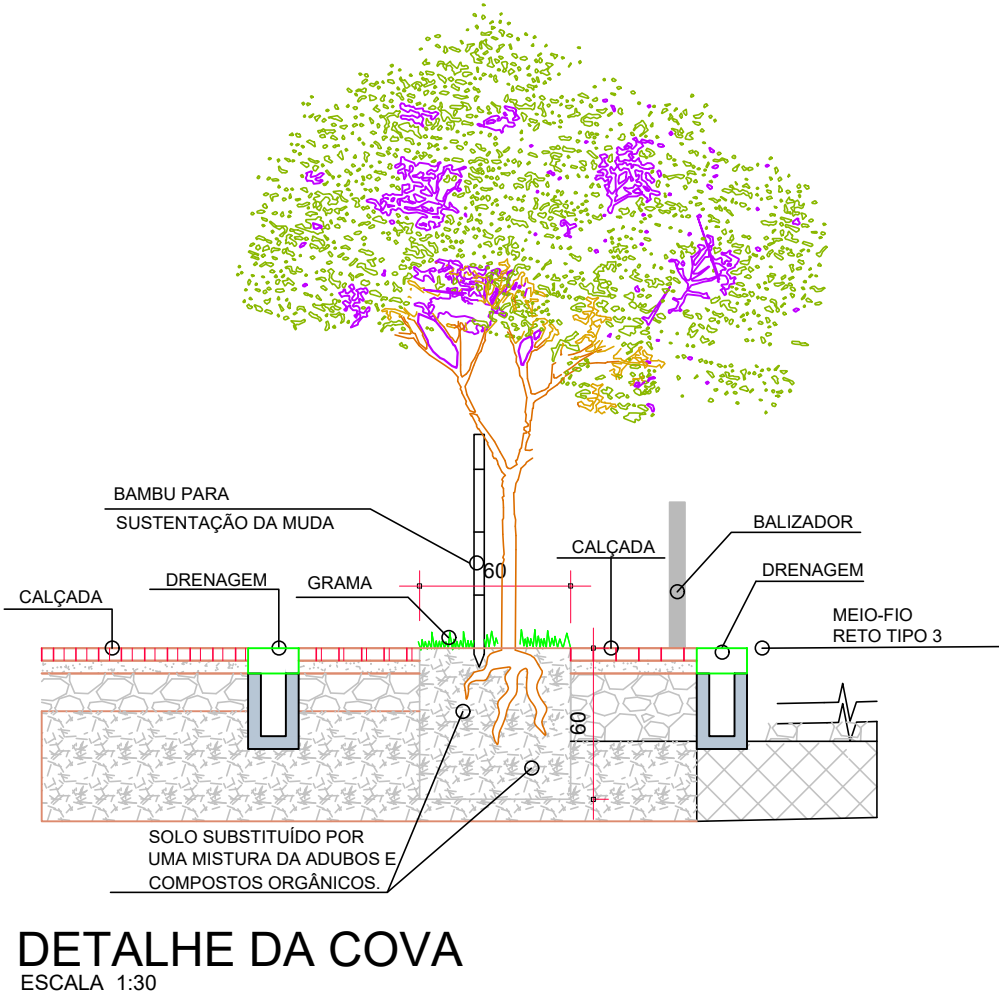 BAMBU PARA
SUSTENTAÇÃO DA MUDA
BALIZADOR
CALÇADA
60
DRENAGEM
GRAMA
DRENAGEM
CALÇADA
MEIO-FIO
RETO TIPO 3
60
SOLO SUBSTITUÍDO POR
UMA MISTURA DA ADUBOS E
COMPOSTOS ORGÂNICOS.
DETALHE DA COVA
ESCALA 1:30